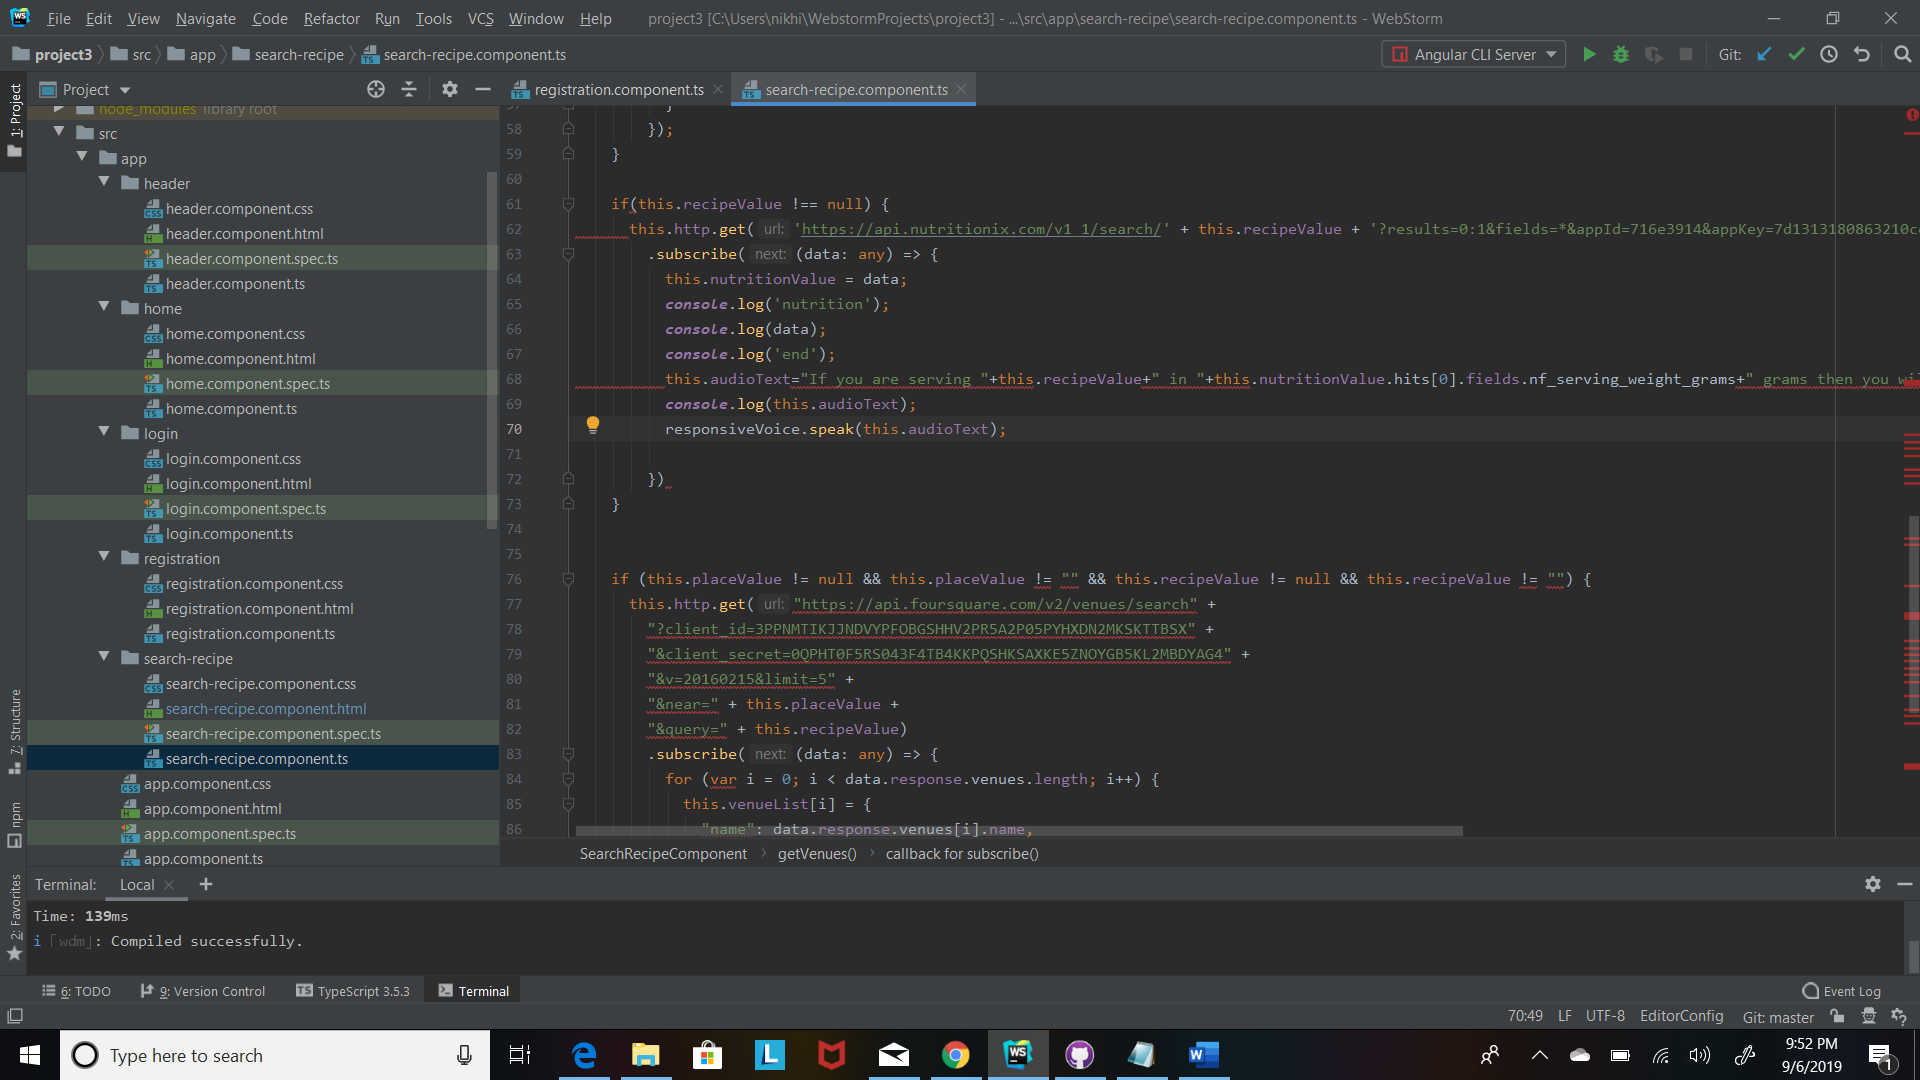 File Edit View Navigate Code Refactor Run Tools VCS Window Help project3 [C:\Users\nikhi\WebstormProjects\project3] - ...\src\app\search-recipe\search-recipe.component.ts - WebStorm
project3 src app search-recipe search-recipe.component.ts Angular CLI Server Git:
1: Project
7: Structure
npm
2: Favorites
Project
node_modules library root
src
app
header
header.component.css
header.component.html
header.component.spec.ts
header.component.ts
home
home.component.css
home.component.html
home.component.spec.ts
home.component.ts
login
login.component.css
login.component.html
login.component.spec.ts
login.component.ts
registration
registration.component.css
registration.component.html
registration.component.ts
search-recipe
search-recipe.component.css
search-recipe.component.html
search-recipe.component.spec.ts
search-recipe.component.ts
app.component.css
app.component.html
app.component.spec.ts
app.component.ts
registration.component.ts search-recipe.component.ts
58 });
59 }
60
61 if(this.recipeValue !== null) {
62 this.http.get( url: 'https://api.nutritionix.com/v1_1/search/' + this.recipeValue + '?results=0:1&fields=*&appId=716e3914&appKey=7d1313180863210c
63 .subscribe( next: (data: any) => {
64 this.nutritionValue = data;
65 console.log('nutrition');
66 console.log(data);
67 console.log('end');
68 this.audioText="If you are serving "+this.recipeValue+" in "+this.nutritionValue.hits[0].fields.nf_serving_weight_grams+" grams then you wi
69 console.log(this.audioText);
70 responsiveVoice.speak(this.audioText);
71
72 })
73 }
74
75
76 if (this.placeValue != null && this.placeValue != "" && this.recipeValue != null && this.recipeValue != "") {
77 this.http.get( url: "https://api.foursquare.com/v2/venues/search" +
78 "?client_id=3PPNMTIKJJNDVYPFOBGSHHV2PR5A2P05PYHXDN2MKSKTTBSX" +
79 "&client_secret=0QPHT0F5RS043F4TB4KKPQSHKSAXKE5ZNOYGB5KL2MBDYAG4" +
80 "&v=20160215&limit=5" +
81 "&near=" + this.placeValue +
82 "&query=" + this.recipeValue)
83 .subscribe( next: (data: any) => {
84 for (var i = 0; i < data.response.venues.length; i++) {
85 this.venueList[i] = {
86 "name": data.response.venues[i].name,
SearchRecipeComponent getVenues() callback for subscribe()
Terminal: Local
Time: 139ms
i ｢wdm｣: Compiled successfully.
6: TODO 9: Version Control TypeScript 3.5.3 Terminal Event Log
70:49 LF UTF-8 EditorConfig Git: master
Type here to search
9:52 PM
9/6/2019
1